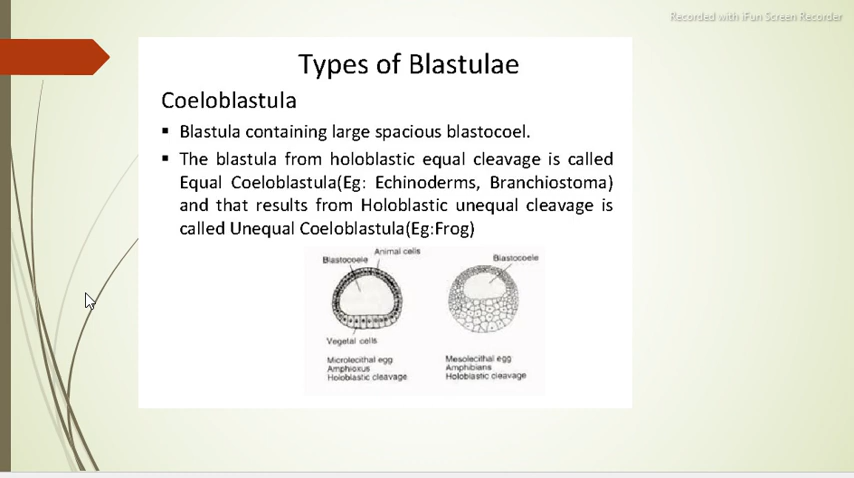 Recorded with iFun Screen Recorder
Types of Blastulae
Coeloblastula
▪ Blastula containing large spacious blastocoel.
▪ The blastula from holoblastic equal cleavage is called
Equal Coeloblastula(Eg: Echinoderms, Branchiostoma)
and that results from Holoblastic unequal cleavage is
called Unequal Coeloblastula(Eg:Frog)
Animal cells
Blastocoele
Vegetal cells
Microlecithal egg
Amphioxus
Holoblastic cleavage
Blastocoele
Mesolecithal egg
Amphibians
Holoblastic cleavage